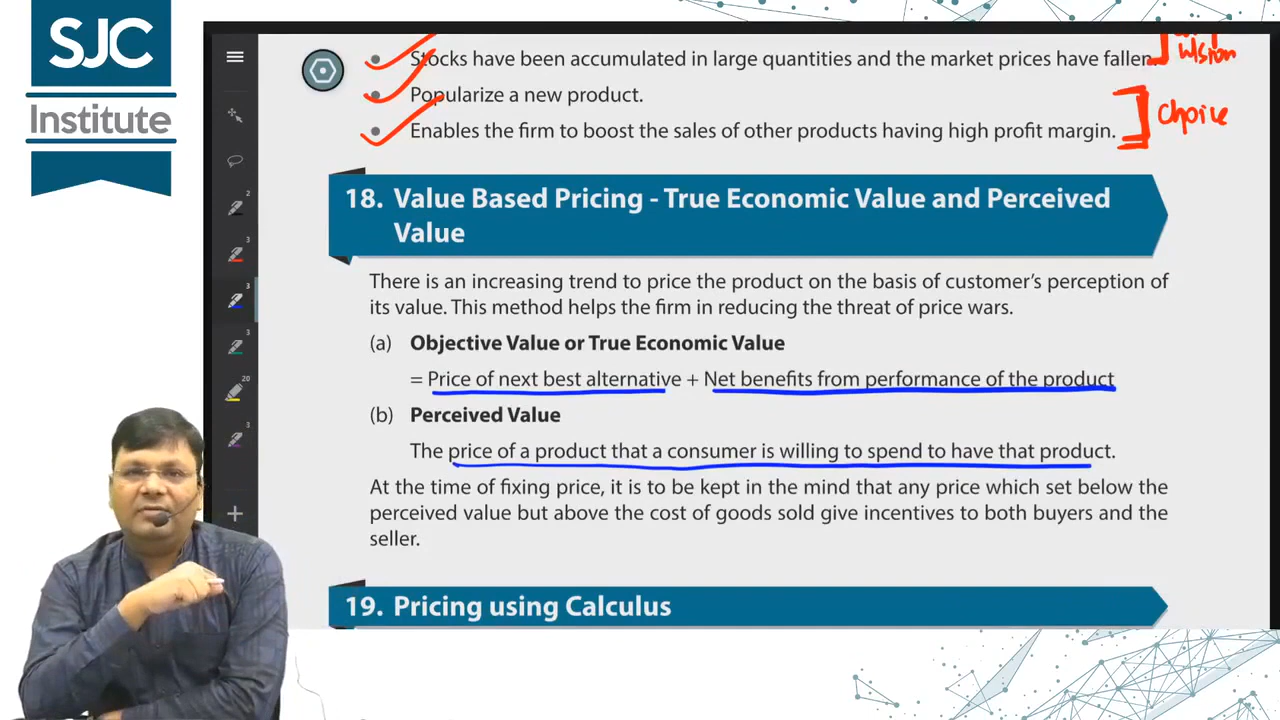 SJC
Institute
Stocks have been accumulated in large quantities and the market prices have fallen.
Popularize a new product.
Enables the firm to boost the sales of other products having high profit margin.
choice
18. Value Based Pricing - True Economic Value and Perceived
Value
There is an increasing trend to price the product on the basis of customer's perception of
its value. This method helps the firm in reducing the threat of price wars.
(a) Objective Value or True Economic Value
= Price of next best alternative + Net benefits from performance of the product
(b) Perceived Value
The price of a product that a consumer is willing to spend to have that product.
At the time of fixing price, it is to be kept in the mind that any price which set below the
perceived value but above the cost of goods sold give incentives to both buyers and the
seller.
19. Pricing using Calculus
2
3
3
3
20
3